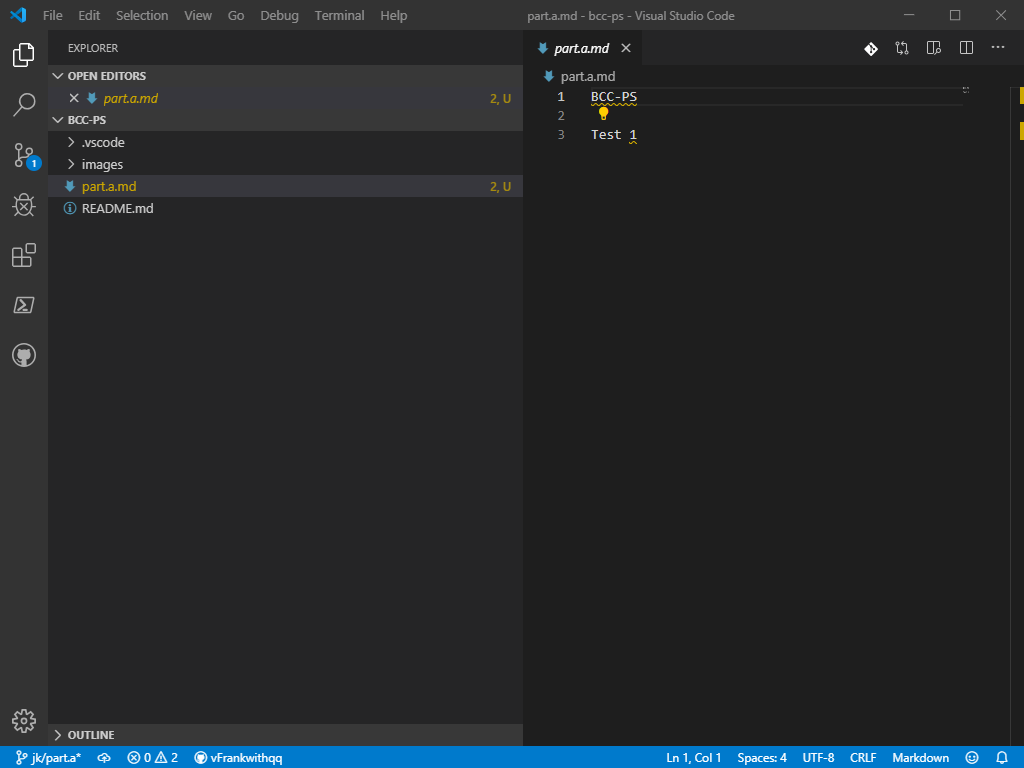 File Edit Selection View Go Debug Terminal Help part.a.md - bcc-ps - Visual Studio Code
EXPLORER
OPEN EDITORS
part.a.md 2, U
BCC-PS
.vscode
images
part.a.md 2, U
README.md
OUTLINE
1
part.a.md
part.a.md
1 BCC-PS
2
3 Test 1
jk/part.a* 0 2 vFrankwithqq Ln 1, Col 1 Spaces: 4 UTF-8 CRLF Markdown